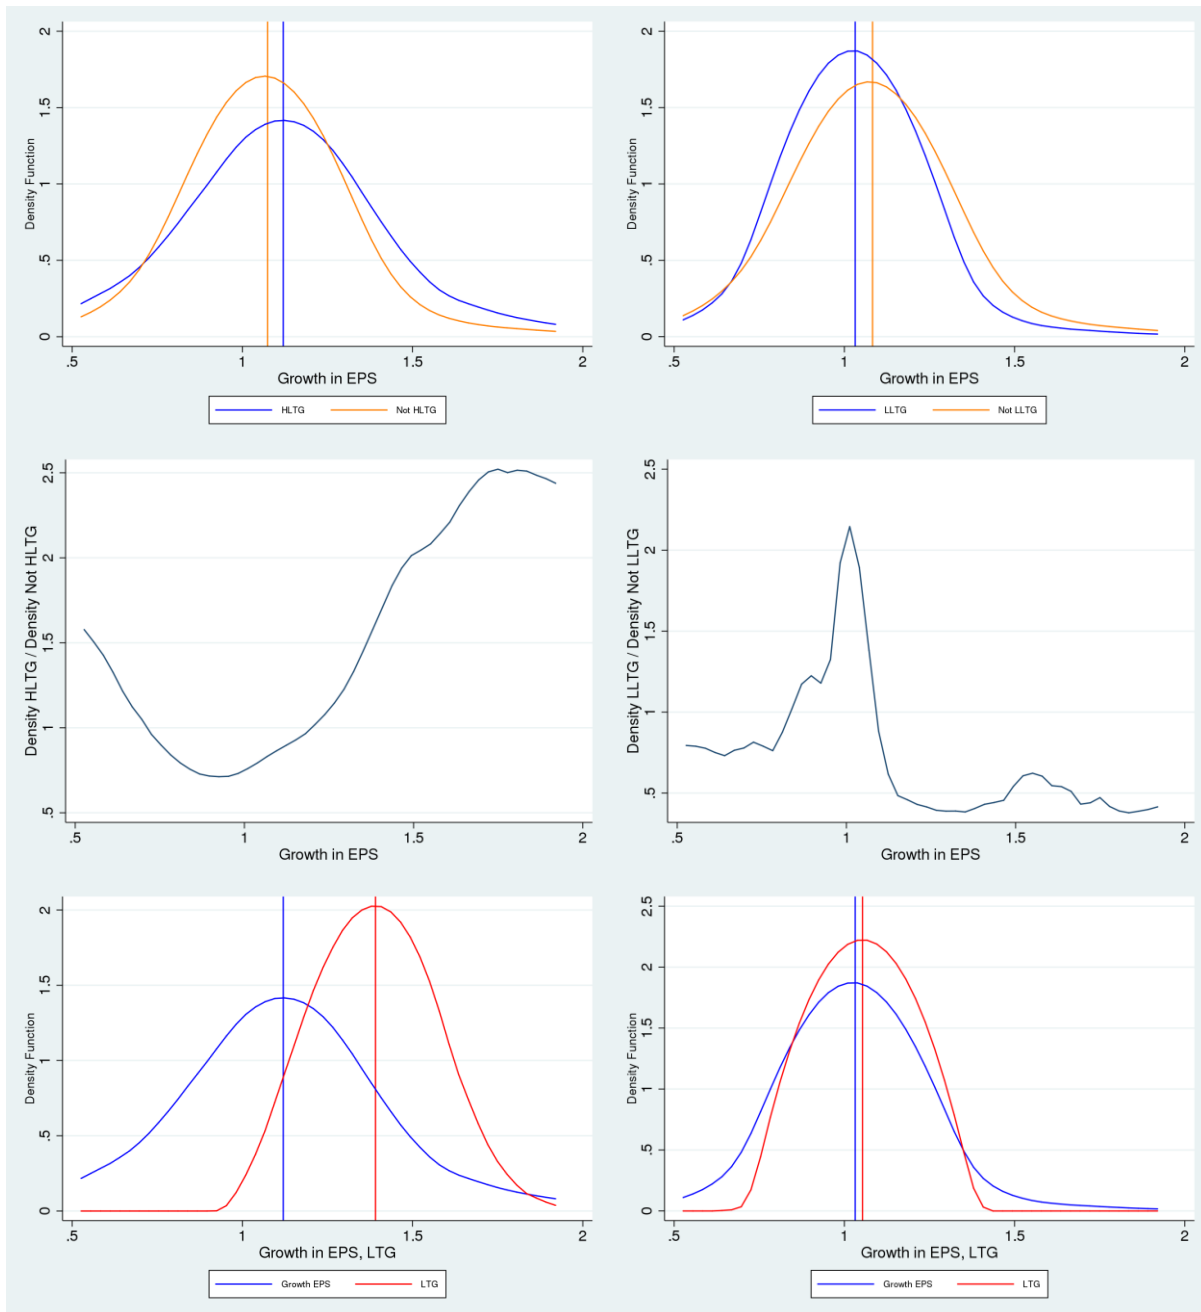 Density Function
0 .5 1 1.5 2
.5 1 1.5 2
Growth in EPS
HLTG Not HLTG
Density Function
0 .5 1 1.5 2
.5 1 1.5 2
Growth in EPS
LLTG Not LLTG
Density HLTG / Density Not HLTG
.5 1 1.5 2 2.5
.5 1 1.5 2
Growth in EPS
Density LLTG / Density Not LLTG
.5 1 1.5 2 2.5
.5 1 1.5 2
Growth in EPS
Density Function
0 .5 1 1.5 2
.5 1 1.5 2
Growth in EPS, LTG
Growth EPS LTG
Density Function
0 .5 1 1.5 2 2.5
.5 1 1.5 2
Growth in EPS, LTG
Growth EPS LTG